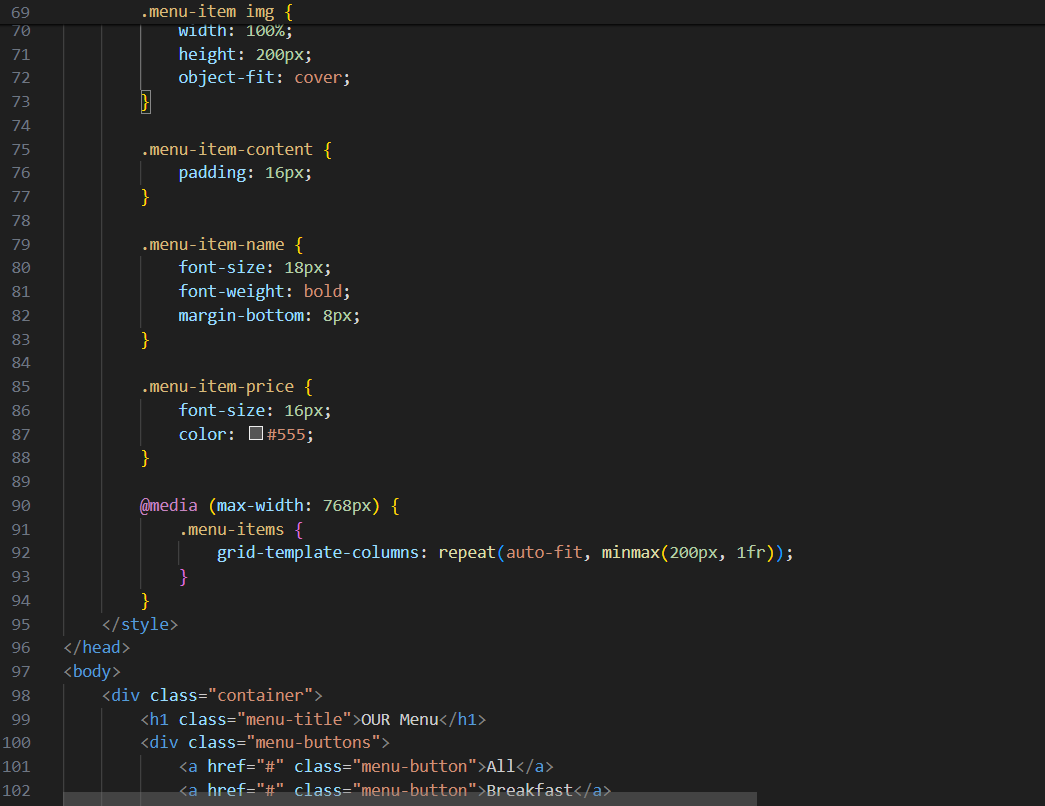 69 .menu-item img {
70 width: 100%;
71 height: 200px;
72 object-fit: cover;
73 }
74
75 .menu-item-content {
76 padding: 16px;
77 }
78
79 .menu-item-name {
80 font-size: 18px;
81 font-weight: bold;
82 margin-bottom: 8px;
83 }
84
85 .menu-item-price {
86 font-size: 16px;
87 color: #555;
88 }
89
90 @media (max-width: 768px) {
91 .menu-items {
92 grid-template-columns: repeat(auto-fit, minmax(200px, 1fr));
93 }
94 }
95 </style>
96 </head>
97 <body>
98 <div class="container">
99 <h1 class="menu-title">OUR Menu</h1>
100 <div class="menu-buttons">
101 <a href="#" class="menu-button">All</a>
102 <a href="#" class="menu-button">Breakfast</a>